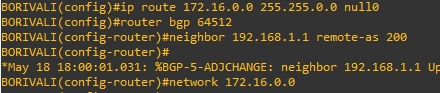 BORIVALI(config)#ip route 172.16.0.0 255.255.0.0 null0
BORIVALI(config)#router bgp 64512
BORIVALI(config-router)#neighbor 192.1.1.1 remote-as 200
BORIVALI(config-router)#
*May 18 18:00:01.031: %BGP-5-ADJCHANGE: neighbor 192.1.1.1 Up
BORIVALI(config-router)#network 172.16.0.0